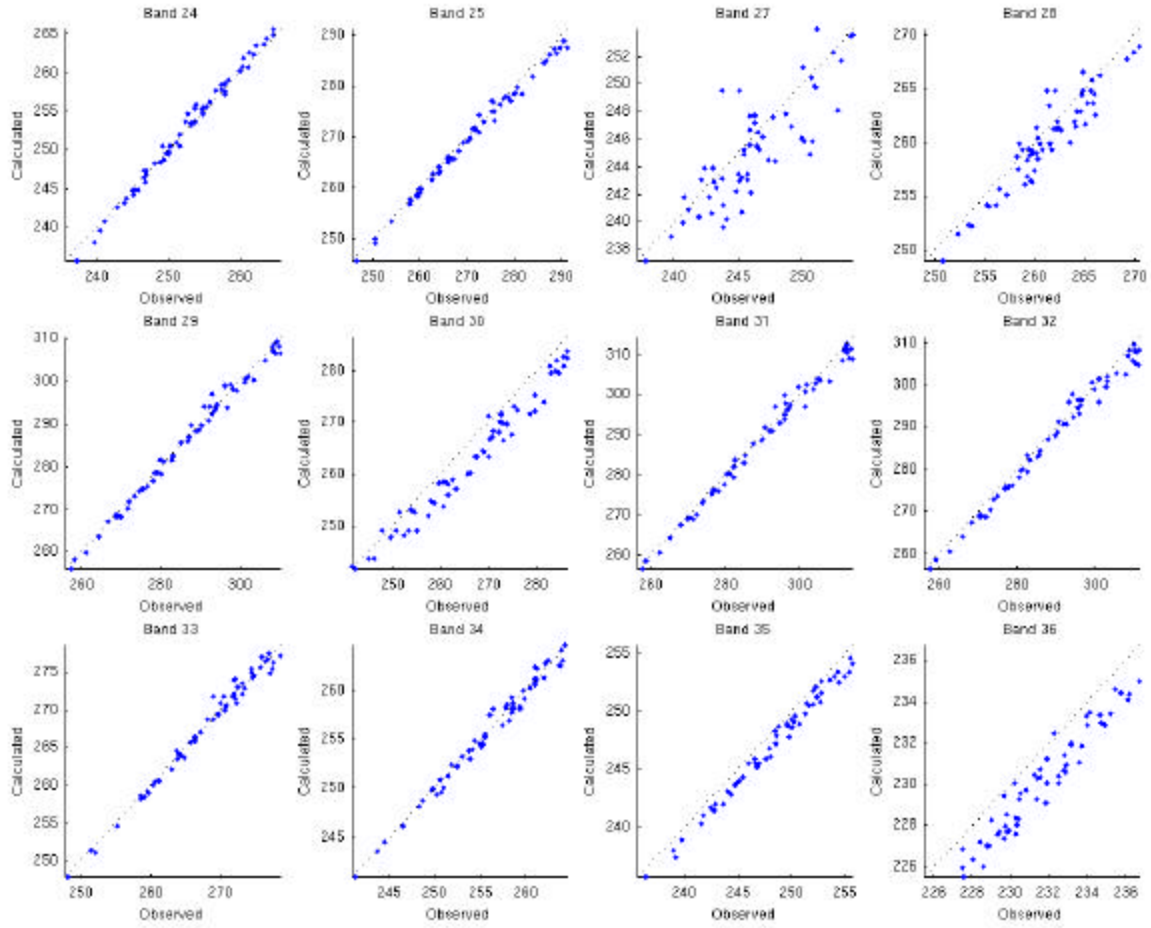 Band 24
265
260
255
250
245
240
Calculated
240 250 260
Observed
Band 25
290
280
270
260
250
Calculated
250 260 270 280 290
Observed
Band 27
252
250
248
246
244
242
240
238
Calculated
240 245 250
Observed
Band 28
270
265
260
255
250
Calculated
250 255 260 265 270
Observed
Band 29
310
300
290
280
270
260
Calculated
260 280 300
Observed
Band 30
280
270
260
250
Calculated
250 260 270 280
Observed
Band 31
310
300
290
280
270
260
Calculated
260 280 300
Observed
Band 32
310
300
290
280
270
260
Calculated
260 280 300
Observed
Band 33
275
270
265
260
255
250
Calculated
250 260 270
Observed
Band 34
260
255
250
245
Calculated
245 250 255 260
Observed
Band 35
255
250
245
240
Calculated
240 245 250 255
Observed
Band 36
236
234
232
230
228
226
Calculated
226 228 230 232 234 236
Observed